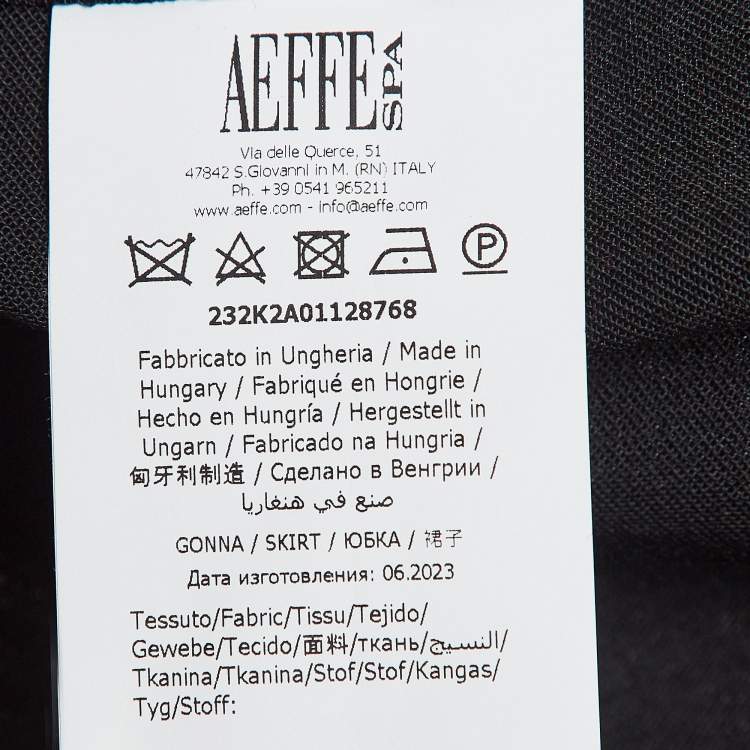 AEFFE SPA
Via delle Querce, 51
47842 S.Giovanni in M. (RN) ITALY
Ph. +39 0541 965211
www.aeffe.com - info@aeffe.com
P
232K2A01128768
Fabbricato in Ungheria / Made in
Hungary / Fabriqué en Hongrie /
Hecho en Hungría / Hergestellt in
Ungarn / Fabricado na Hungria /
匈牙利制造 / Сделано в Венгрии /
صنع في هنغاريا
GONNA / SKIRT / ЮБКА / 裙子
Дата изготовления: 06.2023
Tessuto/Fabric/Tissu/Tejido/
Gewebe/Tecido/面料/ткань/النسيج/
Tkanina/Tkanina/Stof/Stof/Kangas/
Tyg/Stoff: